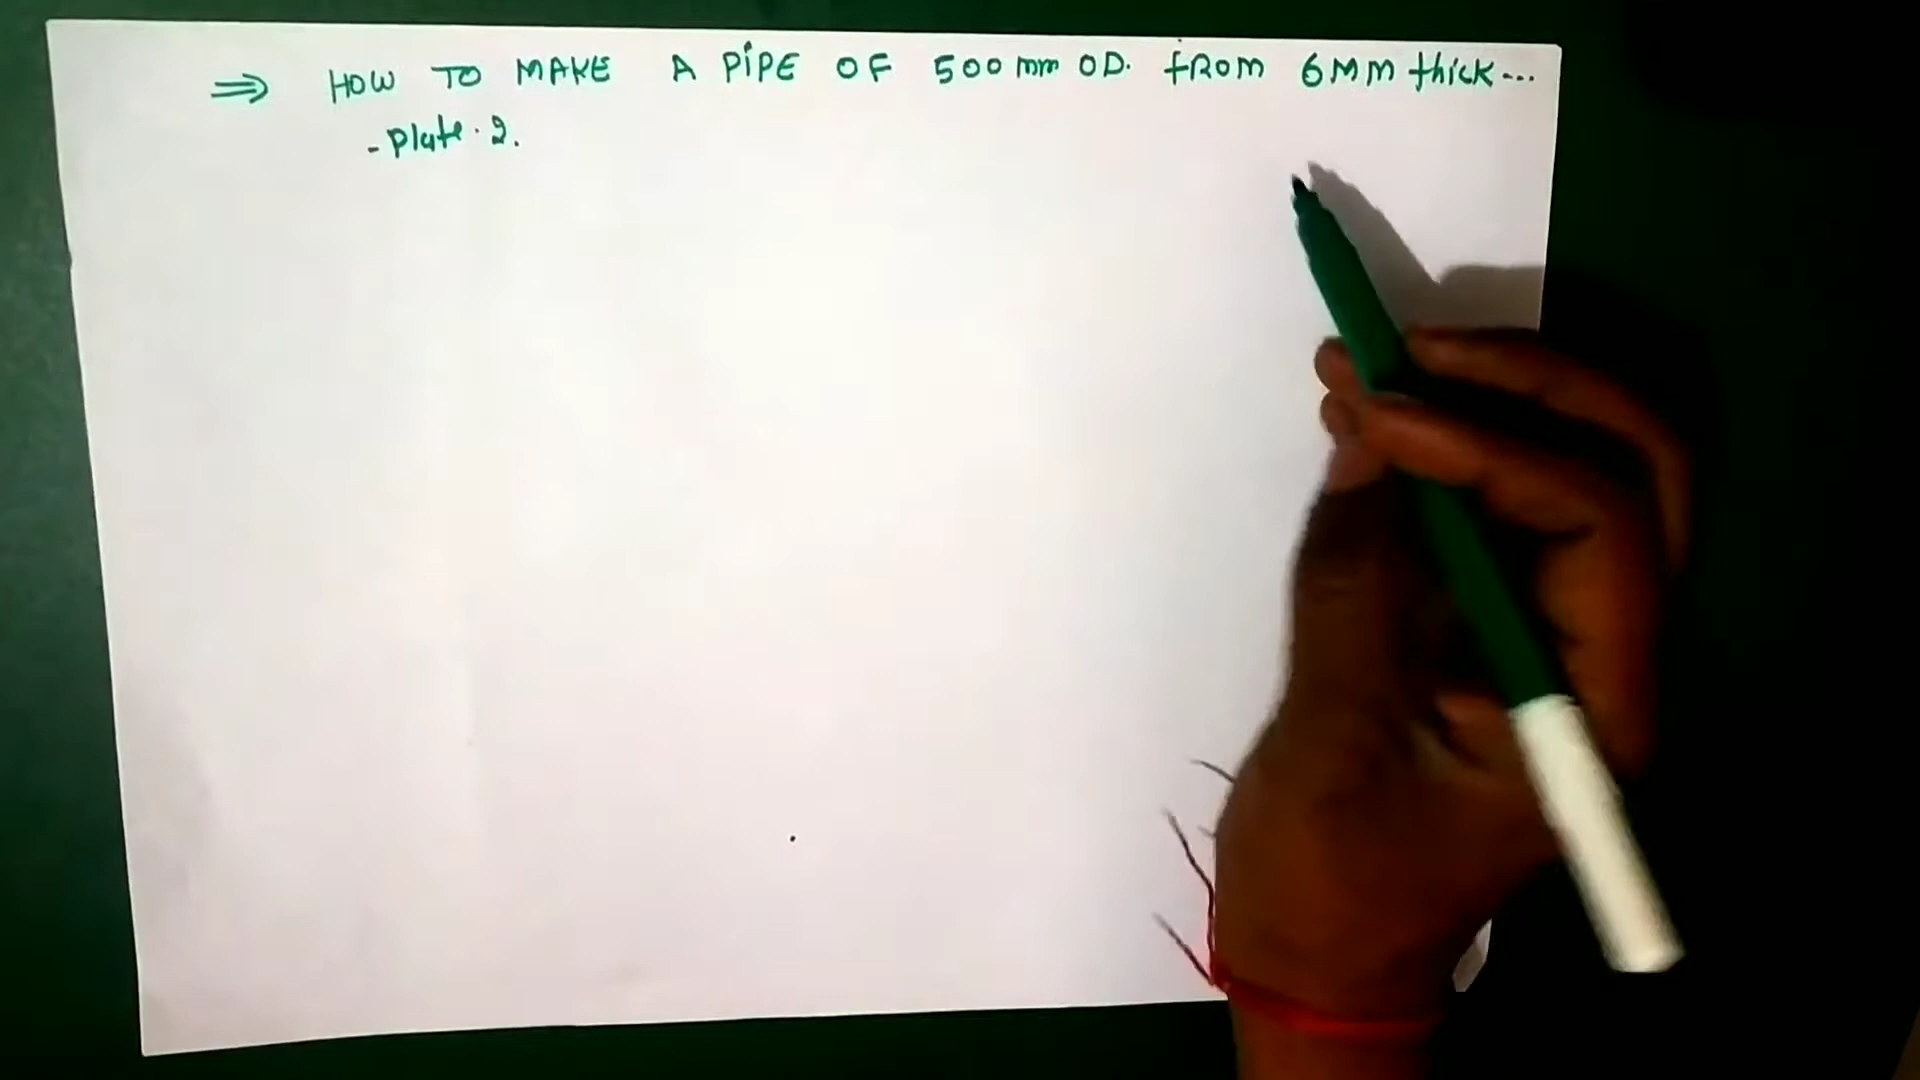 ⇒ HOW TO MAKE A PIPE OF 500 mm OD. FROM 6MM thick...
- Plate. 2.